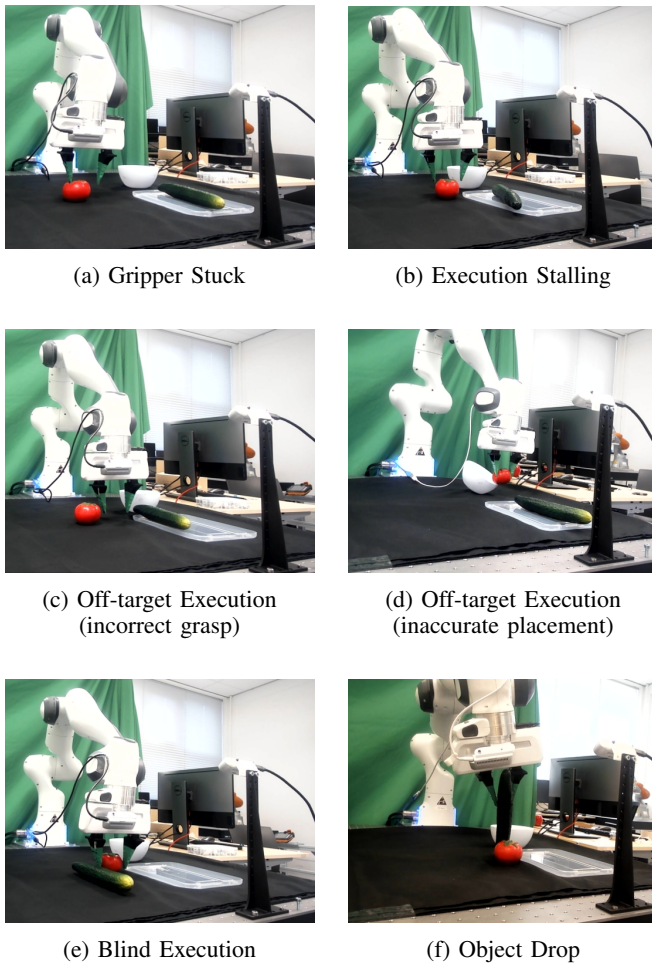 (a) Gripper Stuck
(b) Execution Stalling
(c) Off-target Execution
(incorrect grasp)
(d) Off-target Execution
(inaccurate placement)
(e) Blind Execution
(f) Object Drop